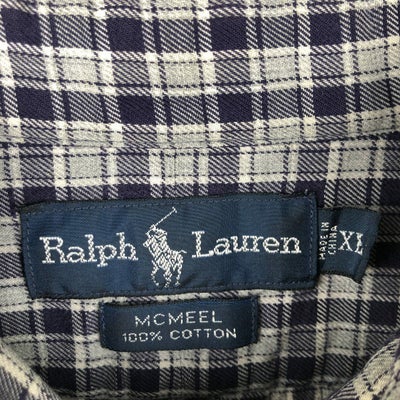 Ralph Lauren
MADE IN
CHINA
XL
MCMEEL
100% COTTON